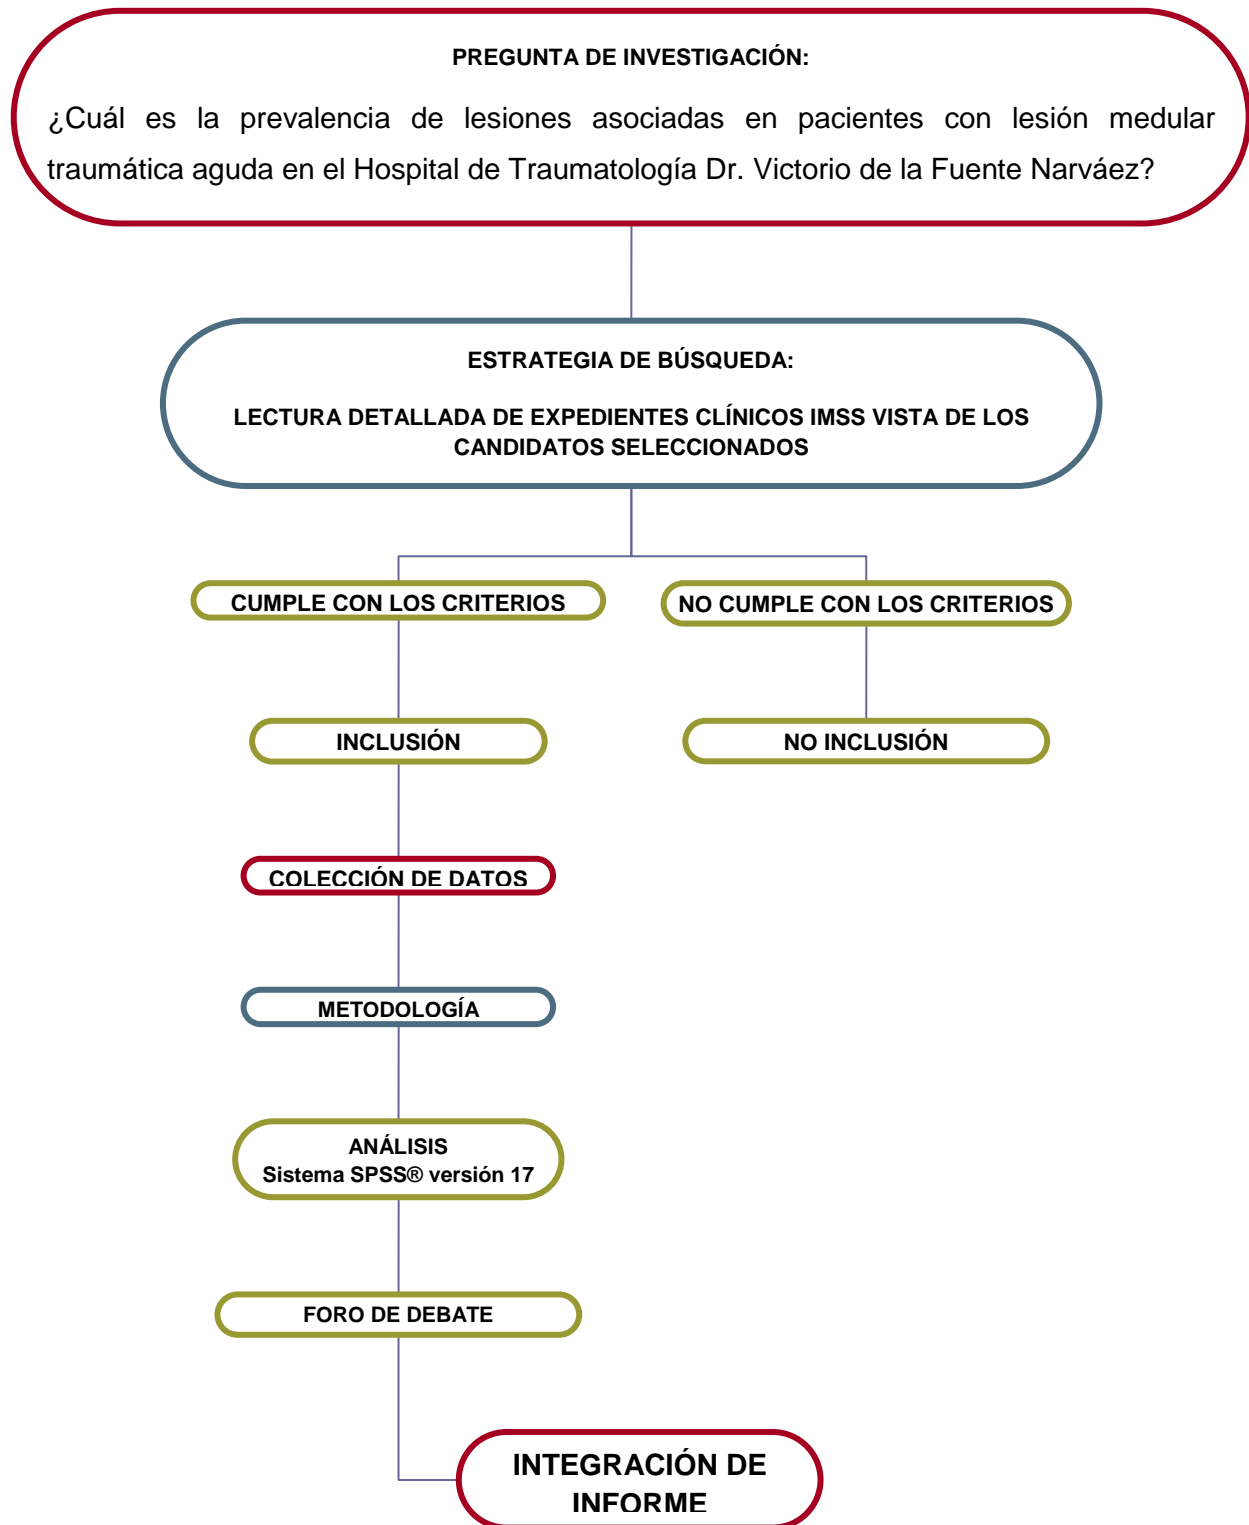 PREGUNTA DE INVESTIGACIÓN:
¿Cuál es la prevalencia de lesiones asociadas en pacientes con lesión medular
traumática aguda en el Hospital de Traumatología Dr. Victorio de la Fuente Narváez?
ESTRATEGIA DE BÚSQUEDA:
LECTURA DETALLADA DE EXPEDIENTES CLÍNICOS IMSS VISTA DE LOS
CANDIDATOS SELECCIONADOS
CUMPLE CON LOS CRITERIOS
NO CUMPLE CON LOS CRITERIOS
INCLUSIÓN
NO INCLUSIÓN
COLECCIÓN DE DATOS
METODOLOGÍA
ANÁLISIS
Sistema SPSS® versión 17
FORO DE DEBATE
INTEGRACIÓN DE
INFORME